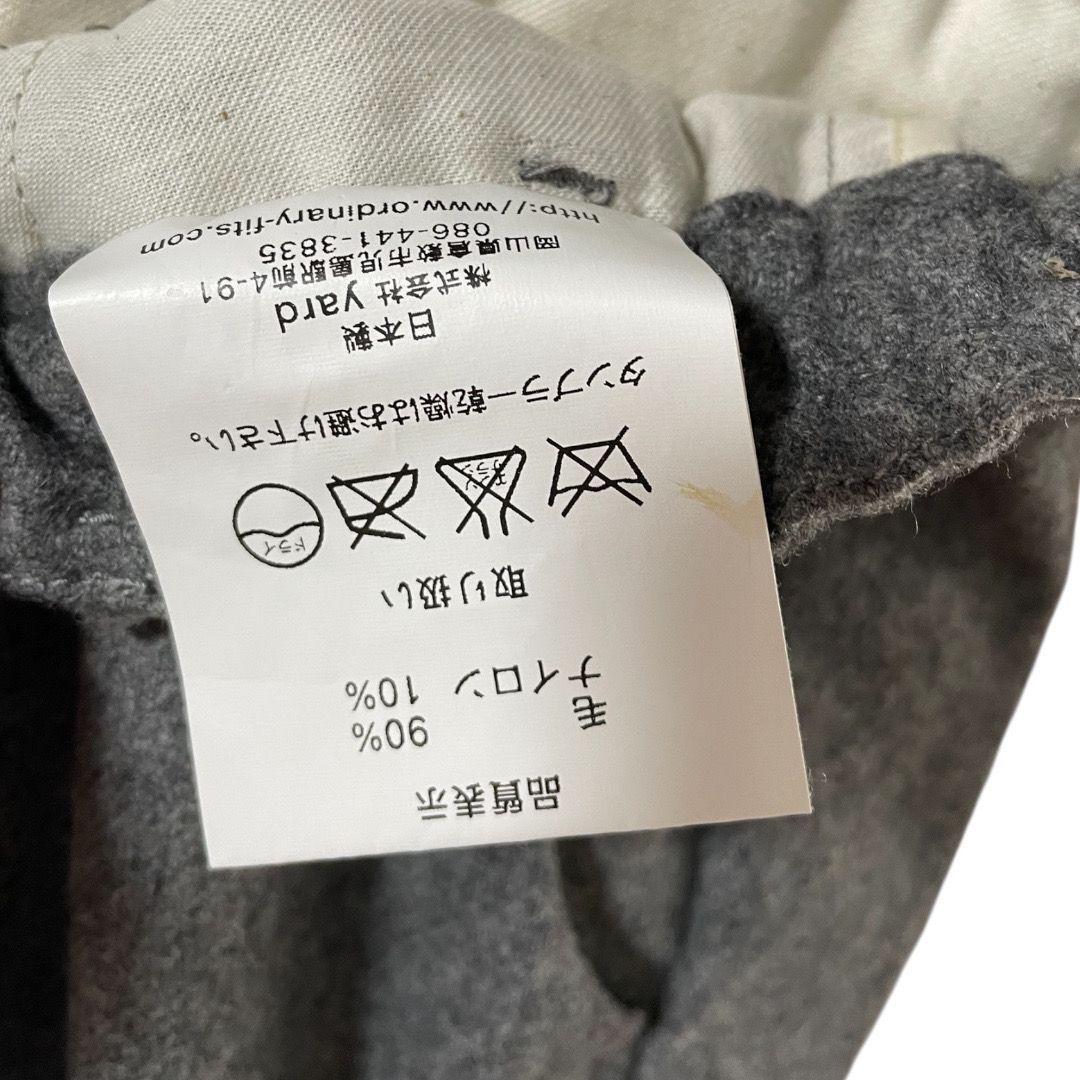 品質表示
毛 90%
ナイロン 10%
取り扱い
ドライ
タンブラー乾燥はお避け下さい。
日本製
株式会社 yard
岡山県倉敷市児島駅前4-91
086-441-3835
http://www.ordinary-fits.com